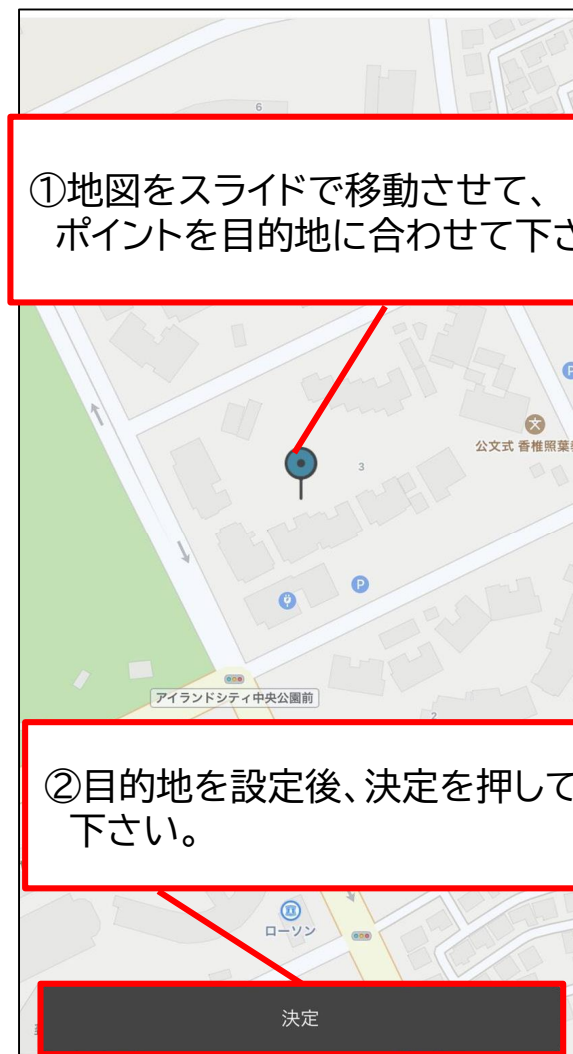 6
①地図をスライドで移動させて、
ポイントを目的地に合わせて下さ
P
文
公文式 香椎照葉
3
P
アイランドシティ中央公園前
2
②目的地を設定後、決定を押して
下さい。
ローソン
決定